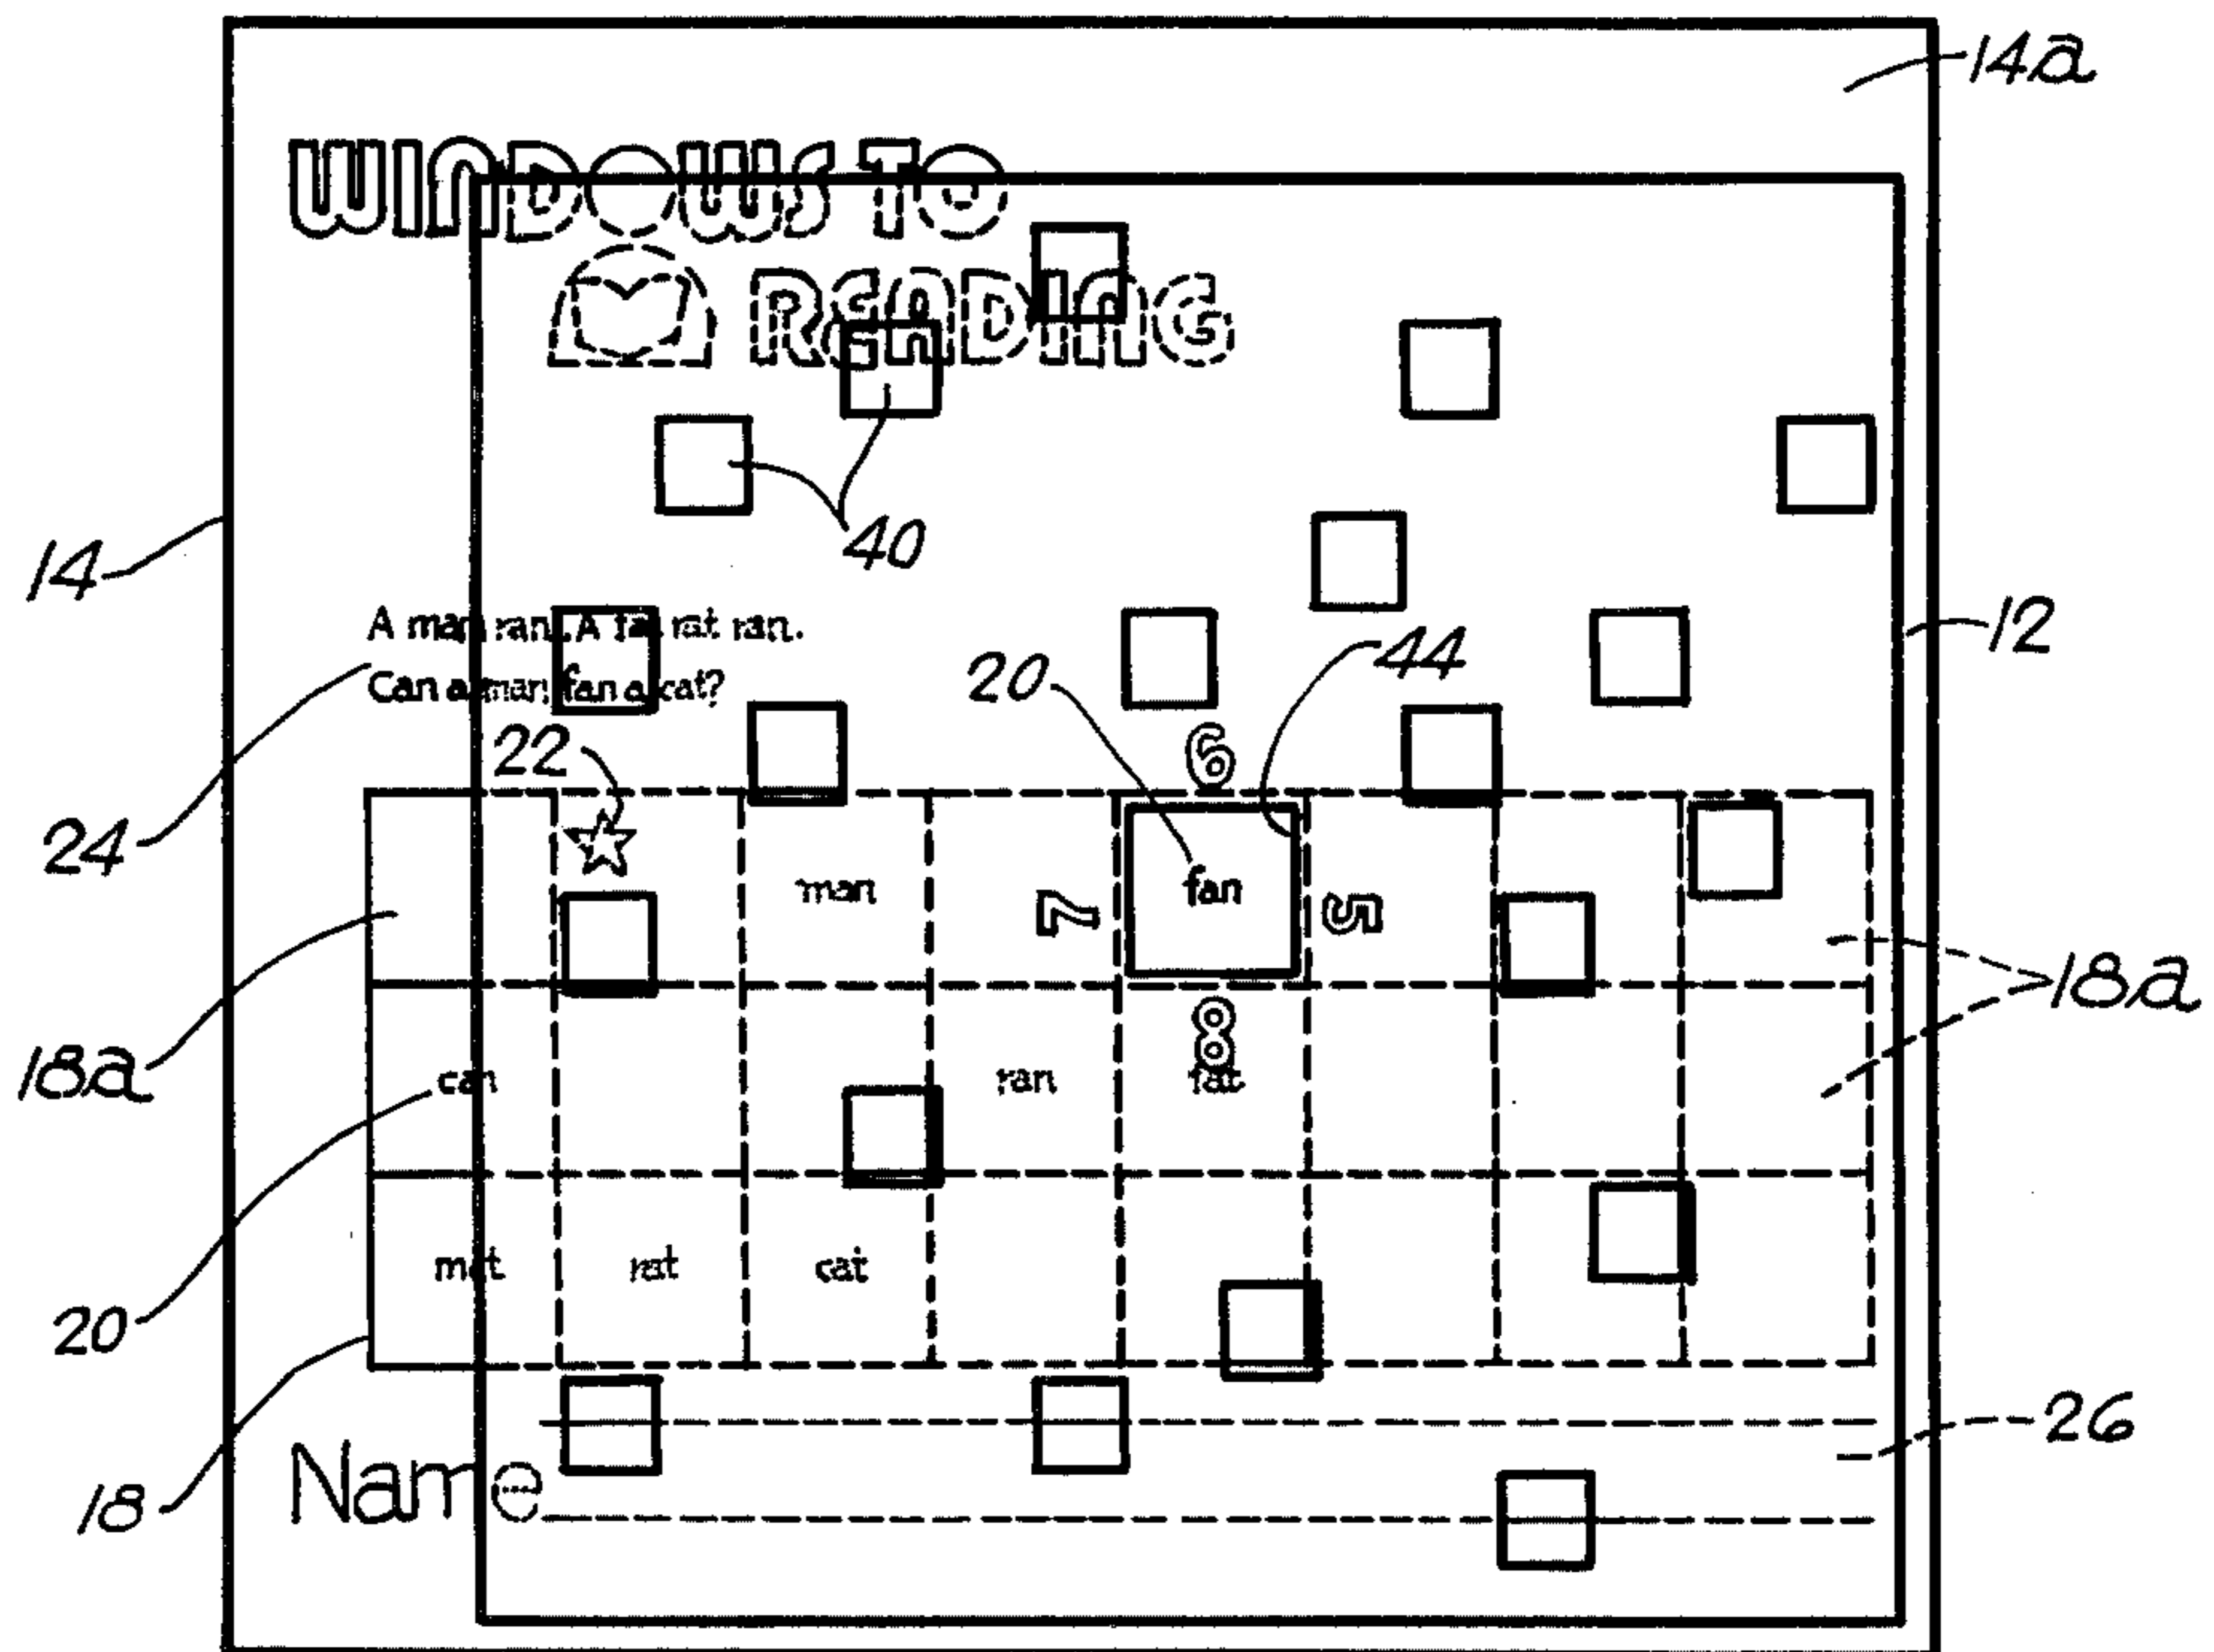 14a
WINDOWS TO
READING
40
14
12
A man ran. A fat rat ran.
Can a man fan a cat?
20
44
22
6
24
man
7
fan
5
18a
18a
8
can
ran
fat
mat
rat
cat
20
26
Name
18